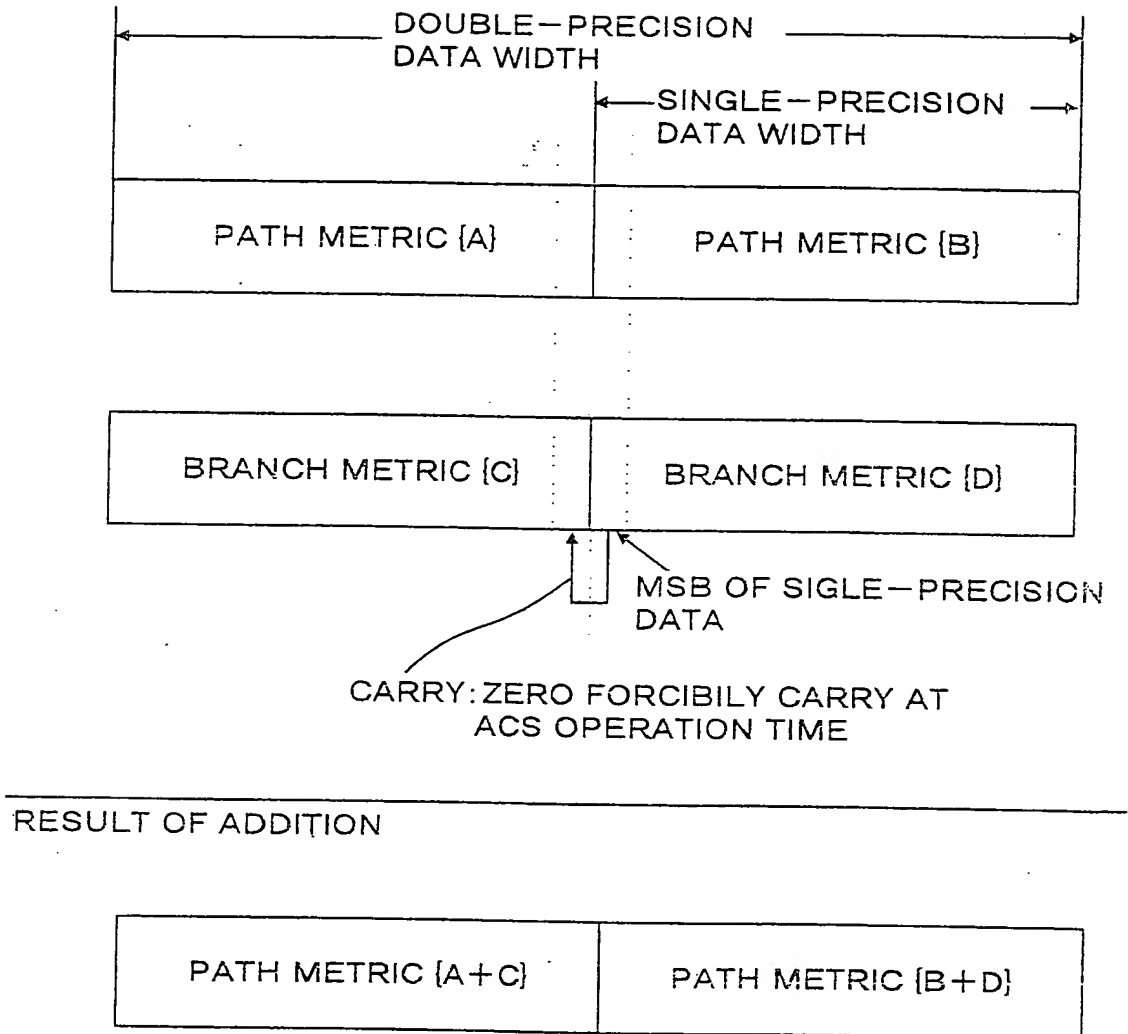 DOUBLE-PRECISION
DATA WIDTH
SINGLE-PRECISION
DATA WIDTH
PATH METRIC {A}
PATH METRIC {B}
BRANCH METRIC {C}
BRANCH METRIC {D}
MSB OF SIGLE-PRECISION
DATA
CARRY: ZERO FORCIBILY CARRY AT
ACS OPERATION TIME
RESULT OF ADDITION
PATH METRIC {A+C}
PATH METRIC {B+D}